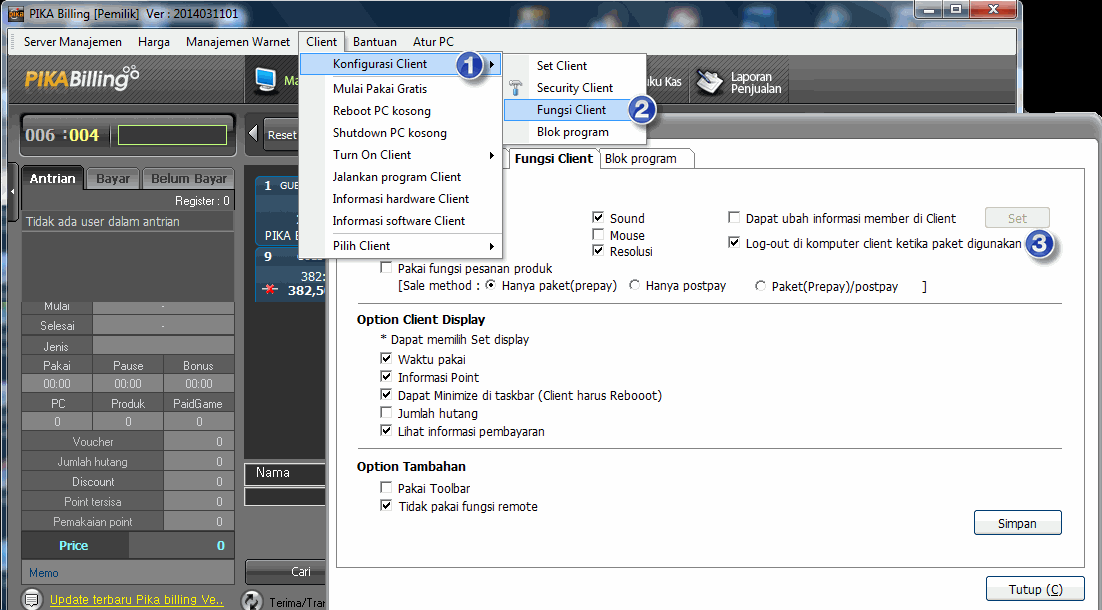 PIKA Billing [Pemilik] Ver : 2014031101
Server Manajemen Harga Manajemen Warnet Client Bantuan Atur PC
PIKABilling
Konfigurasi Client 1
Mulai Pakai Gratis
Reboot PC kosong
Shutdown PC kosong
Turn On Client
Jalankan program Client
Informasi hardware Client
Informasi software Client
Pilih Client
Set Client
Security Client
Fungsi Client 2
Blok program
Kas
Laporan
Penjualan
006 : 004
Reset
Antrian Bayar Belum Bayar
Register : 0
Tidak ada user dalam antrian
1
PIKA
9
382:
382,5
Mulai -
Selesai -
Jenis
Pakai Pause Bonus
00:00 00:00 00:00
PC Produk PaidGame
0 0 0
Voucher 0
Jumlah hutang 0
Discount 0
Point tersisa 0
Pemakaian point 0
Price 0
Memo
Update terbaru Pika billing Ve..
Nama
Cari
Fungsi Client Blok program
Sound
Mouse
Resolusi
Dapat ubah informasi member di Client Set
Log-out di komputer client ketika paket digunakan 3
Pakai fungsi pesanan produk
[Sale method : Hanya paket(prepay) Hanya postpay Paket(Prepay)/postpay ]
Option Client Display
* Dapat memilih Set display
Waktu pakai
Informasi Point
Dapat Minimize di taskbar (Client harus Rebooot)
Jumlah hutang
Lihat informasi pembayaran
Option Tambahan
Pakai Toolbar
Tidak pakai fungsi remote
Simpan
Tutup (C)